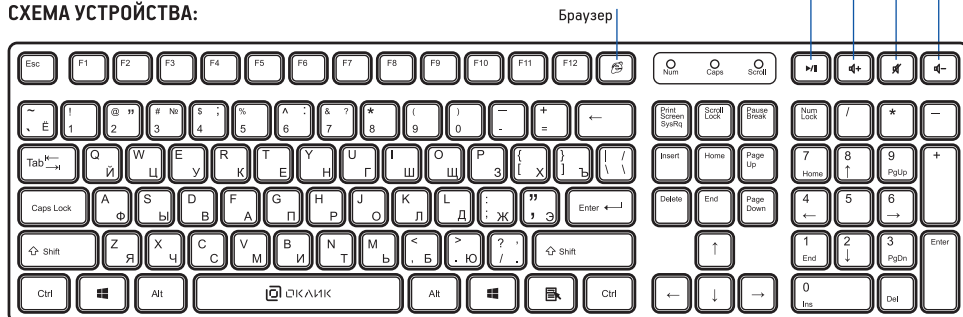 СХЕМА УСТРОЙСТВА:
Браузер
Esc F1 F2 F3 F4 F5 F6 F7 F8 F9 F10 F11 F12 Num Caps Scroll
~ ` Ё ! 1 @ " 2 # № 3 $ ; 4 % 5 ^ : 6 & ? 7 * 8 ( 9 ) 0 — - + = ← Print Screen SysRq Scroll Lock Pause Break Num Lock / * —
Tab Q Й W Ц E У R К T Е Y Н U Г I Ш O Щ P З { [ Х } ] Ъ | / \ \ Insert Home Page Up 7 Home 8 ↑ 9 PgUp +
Caps Lock A Ф S Ы D В F А G П H Р J О K Л L Д : ; Ж " ' Э Enter Delete End Page Down 4 ← 5 6 →
Shift Z Я X Ч C С V М B И N Т M Ь < , Б > . Ю ? , / . Shift ↑ 1 End 2 ↓ 3 PgDn Enter
Ctrl Alt ОКЛИК Alt Ctrl ← ↓ → 0 Ins Del